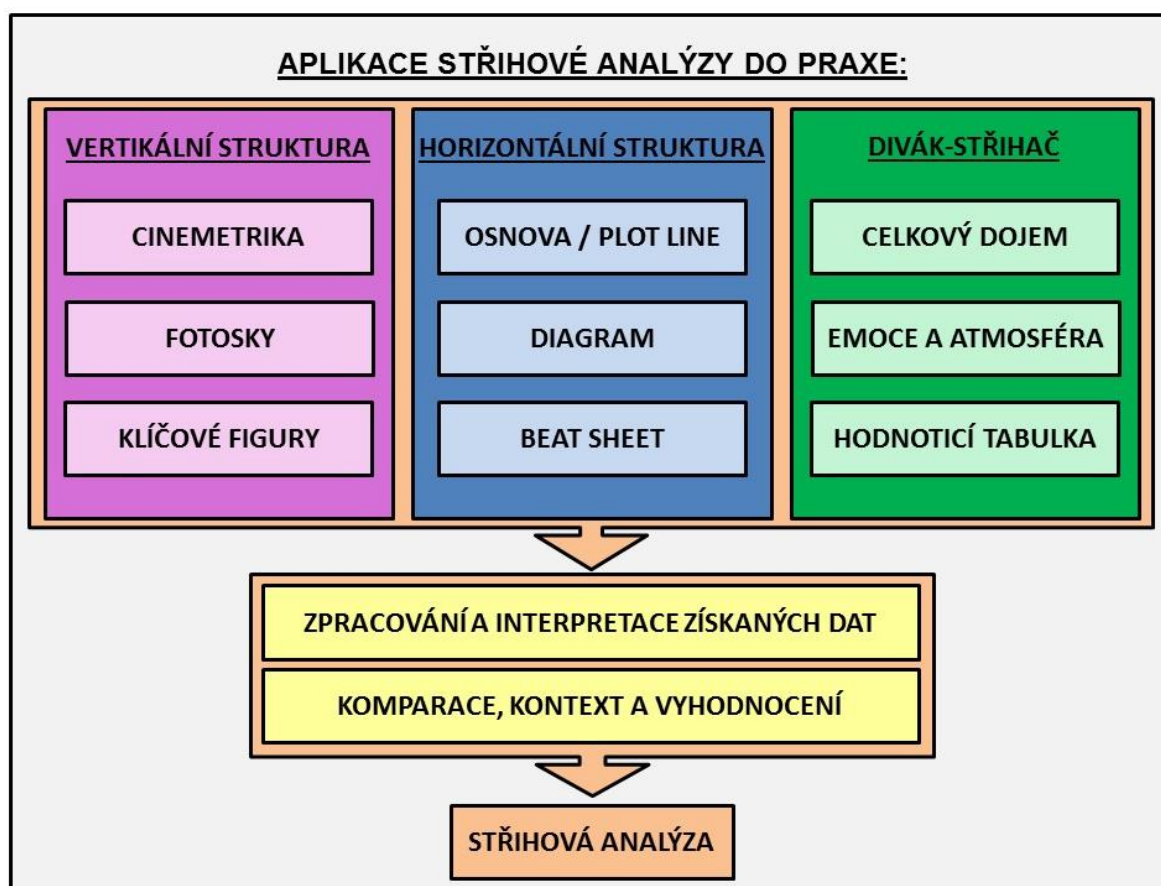 APLIKACE STŘIHOVÉ ANALÝZY DO PRAXE:
VERTIKÁLNÍ STRUKTURA
CINEMETRIKA
FOTOSKY
KLÍČOVÉ FIGURY
HORIZONTÁLNÍ STRUKTURA
OSNOVA / PLOT LINE
DIAGRAM
BEAT SHEET
DIVÁK-STŘIHAČ
CELKOVÝ DOJEM
EMOCE A ATMOSFÉRA
HODNOTICÍ TABULKA
ZPRACOVÁNÍ A INTERPRETACE ZÍSKANÝCH DAT
KOMPARACE, KONTEXT A VYHODNOCENÍ
STŘIHOVÁ ANALÝZA